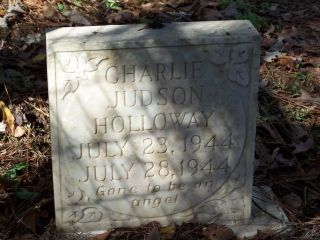 CHARLIE
JUDSON
HOLLOWAY
JULY 23, 1944
JULY 28, 1944
Gone to be an
angel